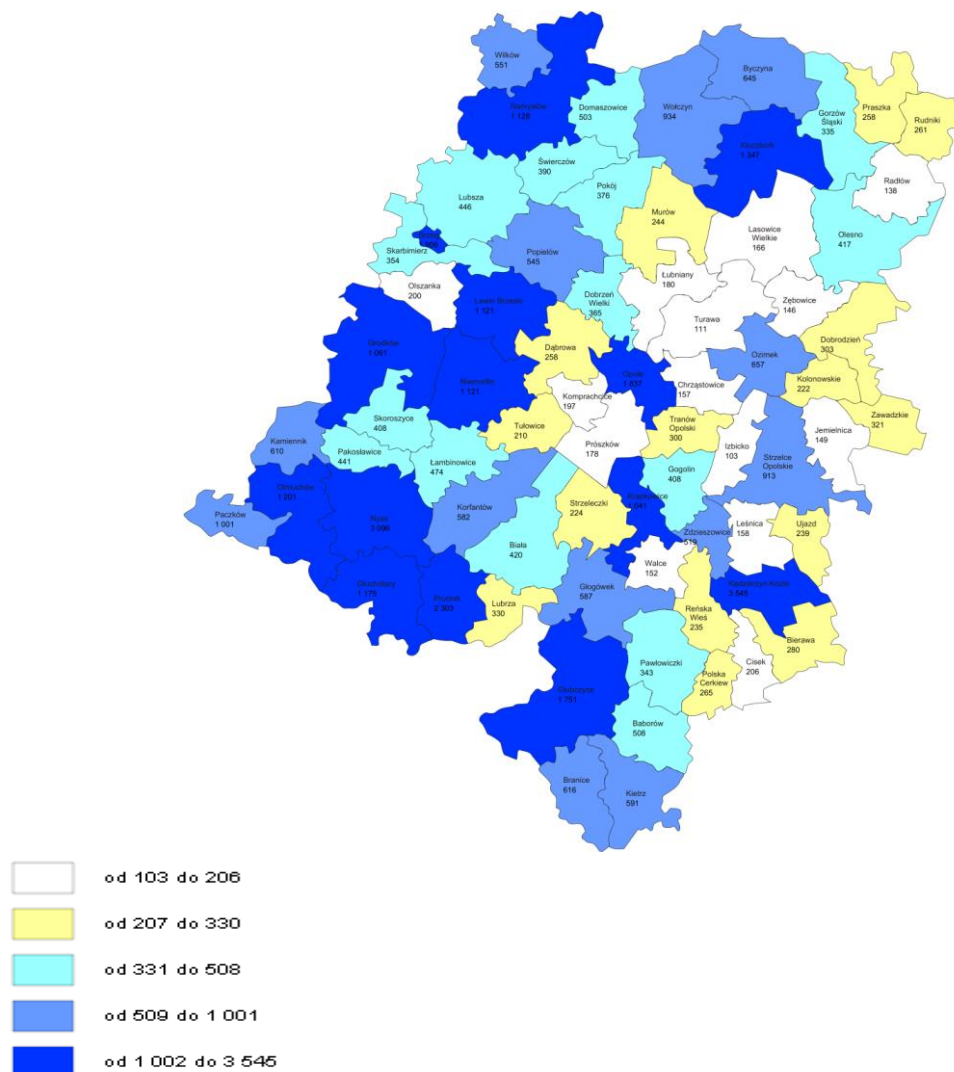 Wilków
551
Namysłów
1 128
Domaszowice
503
Wołczyn
934
Byczyna
645
Kluczbork
1 347
Gorzów
Śląski
335
Praszka
258
Rudniki
261
Radłów
138
Świerczów
390
Pokój
376
Lubsza
446
Murów
244
Lasowice
Wielkie
166
Olesno
417
Skarbimierz
354
Popielów
545
Olszanka
200
Lewin Brzeski
1 121
Dobrzeń
Wielki
365
Łubniany
180
Turawa
111
Zębowice
146
Dobrodzień
303
Grodków
1 091
Niemodlin
1 121
Dąbrowa
258
Opole
1 837
Chrząstowice
157
Ozimek
657
Kolonowskie
222
Zawadzkie
321
Komprachcice
197
Skoroszyce
408
Tułowice
210
Prószków
178
Tranów
Opolski
300
Izbicko
103
Jemielnica
149
Kamiennik
610
Pakosławice
441
Łambinowice
474
Gogolin
408
Strzelce
Opolskie
913
Otmuchów
1 201
Paczków
1 001
Nysa
3 096
Korfantów
582
Strzeleczki
224
Krapkowice
Zdzieszowice
519
Leśnica
158
Ujazd
239
Biała
420
Walce
152
Głuchołazy
1 179
Prudnik
2 303
Lubrza
330
Głogówek
587
Reńska
Wieś
235
Kędzierzyn-Koźle
3 545
Bierawa
280
Cisek
206
Pawłowiczki
343
Polska
Cerkiew
265
Głubczyce
1 751
Baborów
508
Branice
616
Kietrz
591
od 103 do 206
od 207 do 330
od 331 do 508
od 509 do 1 001
od 1 002 do 3 545